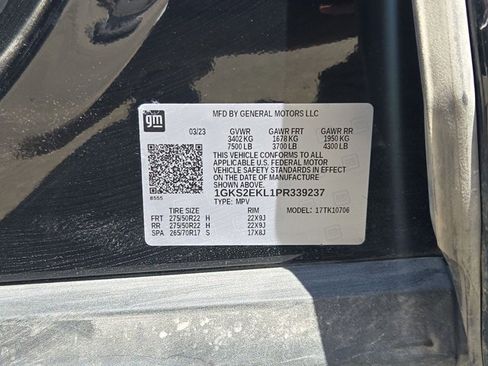 gm
MFD BY GENERAL MOTORS LLC
03/23 GVWR GAWR FRT GAWR RR
3402 KG 1678 KG 1950 KG
7500 LB 3700 LB 4300 LB
THIS VEHICLE CONFORMS TO ALL
APPLICABLE U.S. FEDERAL MOTOR
VEHICLE SAFETY STANDARDS IN EFFECT
ON THE DATE OF MANUFACTURE
SHOWN ABOVE.
1GKS2EKL1PR339237
8555 TYPE: MPV
TIRE SIZE RIM MODEL: 17TK10706
FRT 275/50R22 H 22X9J
RR 275/50R22 H 22X9J
SPA 265/70R17 S 17X8J